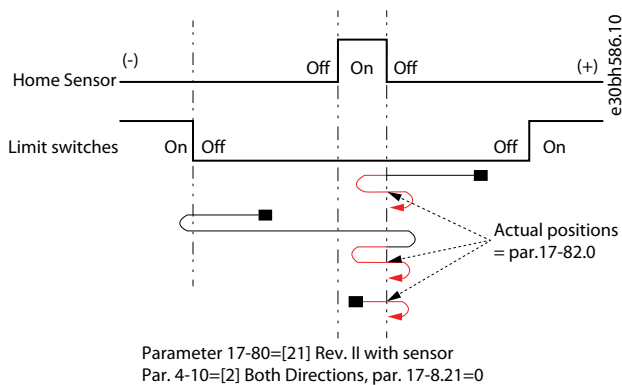 (-)
Off
On
Off
(+)
Home Sensor
e30bh586.10
Limit switches
On
Off
Off
On
Actual positions
= par.17-82.0
Parameter 17-80=[21] Rev. II with sensor
Par. 4-10=[2] Both Directions, par. 17-8.21=0